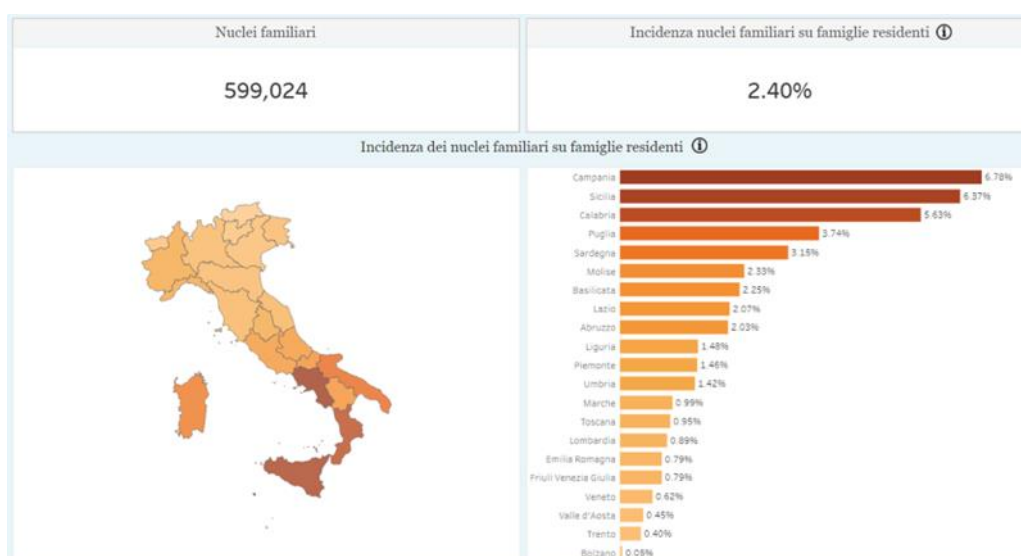 Nuclei familiari
599,024
Incidenza nuclei familiari su famiglie residenti
2.40%
Incidenza dei nuclei familiari su famiglie residenti
Campania 6.78%
Sicilia 6.37%
Calabria 5.63%
Puglia 3.74%
Sardegna 3.15%
Molise 2.33%
Basilicata 2.25%
Lazio 2.07%
Abruzzo 2.03%
Liguria 1.48%
Piemonte 1.46%
Umbria 1.42%
Marche 0.99%
Toscana 0.95%
Lombardia 0.89%
Emilia Romagna 0.79%
Friuli Venezia Giulia 0.79%
Veneto 0.62%
Valle d'Aosta 0.45%
Trento 0.40%
Bolzano 0.05%